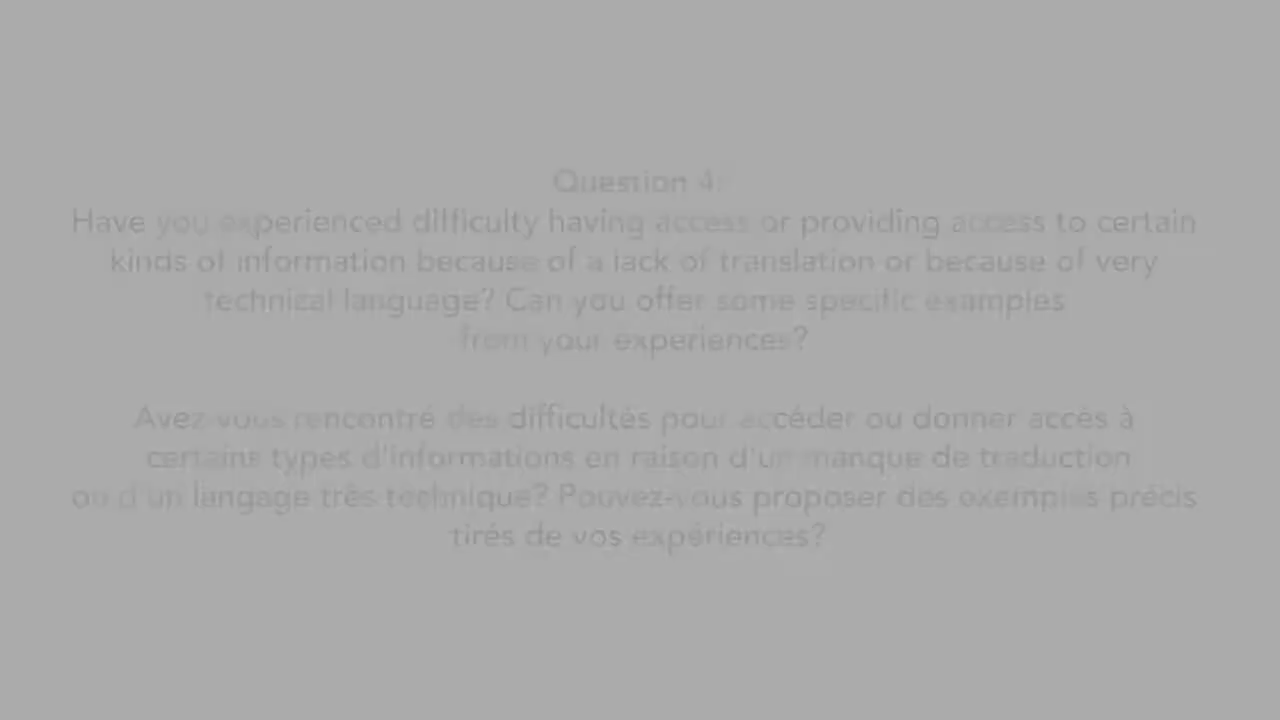 Question 4:
Have you experienced difficulty having access or providing access to certain
kinds of information because of a lack of translation or because of very
technical language? Can you offer some specific examples
from your experiences?
Avez-vous rencontré des difficultés pour accéder ou donner accès à
certains types d'informations en raison d'un manque de traduction
ou d'un langage très technique? Pouvez-vous proposer des exemples précis
tirés de vos expériences?